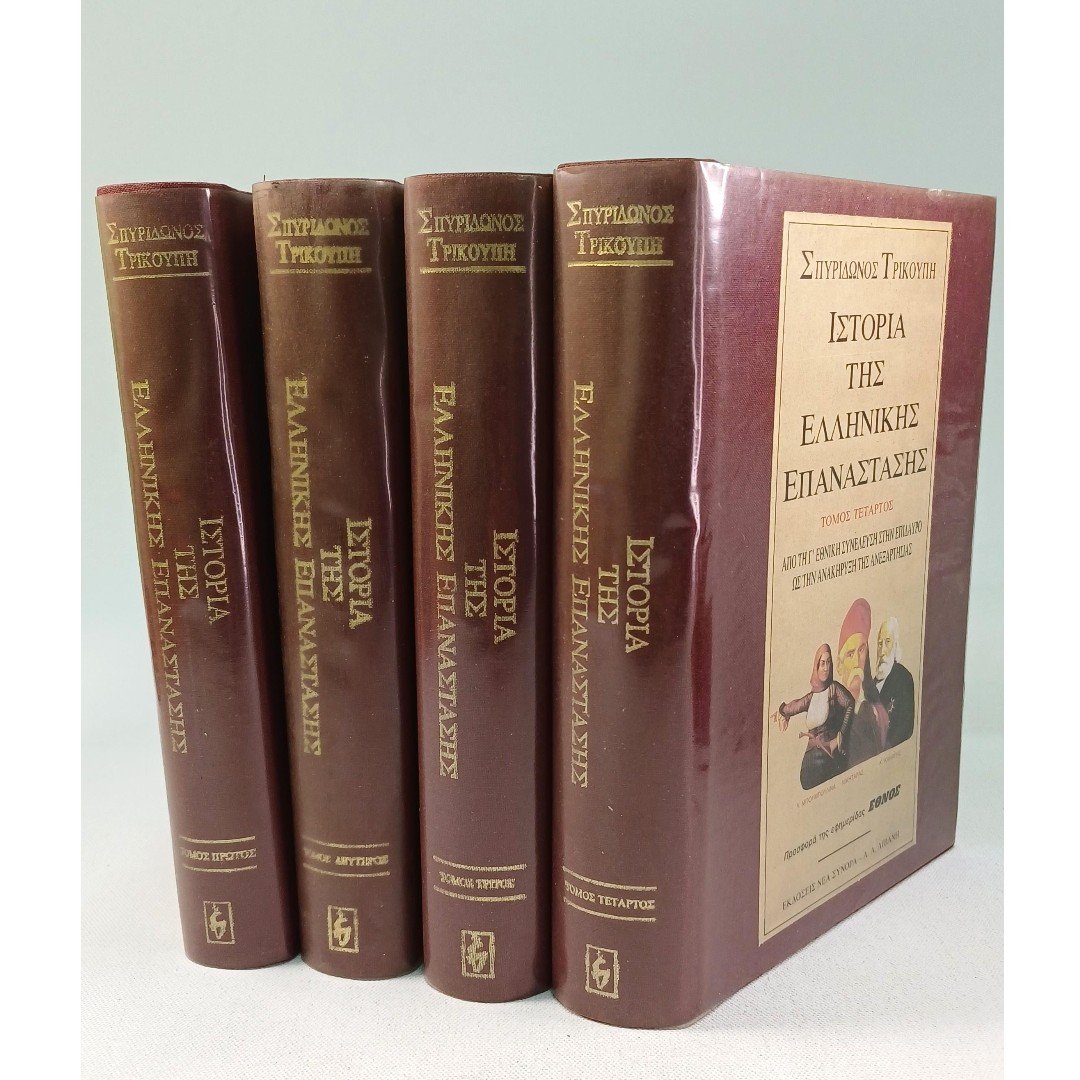 ΣΠΥΡΙΔΩΝΟΣ
ΤΡΙΚΟΥΠΗ
ΙΣΤΟΡΙΑ
ΤΗΣ
ΕΛΛΗΝΙΚΗΣ ΕΠΑΝΑΣΤΑΣΗΣ
ΤΟΜΟΣ ΠΡΩΤΟΣ
ΣΠΥΡΙΔΩΝΟΣ
ΤΡΙΚΟΥΠΗ
ΙΣΤΟΡΙΑ
ΤΗΣ
ΕΛΛΗΝΙΚΗΣ ΕΠΑΝΑΣΤΑΣΗΣ
ΤΟΜΟΣ ΔΕΥΤΕΡΟΣ
ΣΠΥΡΙΔΩΝΟΣ
ΤΡΙΚΟΥΠΗ
ΙΣΤΟΡΙΑ
ΤΗΣ
ΕΛΛΗΝΙΚΗΣ ΕΠΑΝΑΣΤΑΣΗΣ
ΤΟΜΟΣ ΤΡΙΤΟΣ
ΣΠΥΡΙΔΩΝΟΣ
ΤΡΙΚΟΥΠΗ
ΙΣΤΟΡΙΑ
ΤΗΣ
ΕΛΛΗΝΙΚΗΣ ΕΠΑΝΑΣΤΑΣΗΣ
ΤΟΜΟΣ ΤΕΤΑΡΤΟΣ
ΣΠΥΡΙΔΩΝΟΣ ΤΡΙΚΟΥΠΗ
ΙΣΤΟΡΙΑ
ΤΗΣ
ΕΛΛΗΝΙΚΗΣ
ΕΠΑΝΑΣΤΑΣΗΣ
ΤΟΜΟΣ ΤΕΤΑΡΤΟΣ
ΑΠΟ ΤΗ Γ΄ ΕΘΝΙΚΗ ΣΥΝΕΛΕΥΣΗ ΣΤΗΝ ΕΠΙΔΑΥΡΟ
ΩΣ ΤΗΝ ΑΝΑΚΗΡΥΞΗ ΤΗΣ ΑΝΕΞΑΡΤΗΣΙΑΣ
Λ. ΜΠΟΥΜΠΟΥΛΙΝΑ ΝΙΚΗΤΑΡΑΣ Κ. ΚΑΝΑΡΗΣ
Προσφορά της εφημερίδας ΕΘΝΟΣ
ΕΚΔΟΣΕΙΣ ΝΕΑ ΣΥΝΟΡΑ - Α. Α. ΛΙΒΑΝΗ